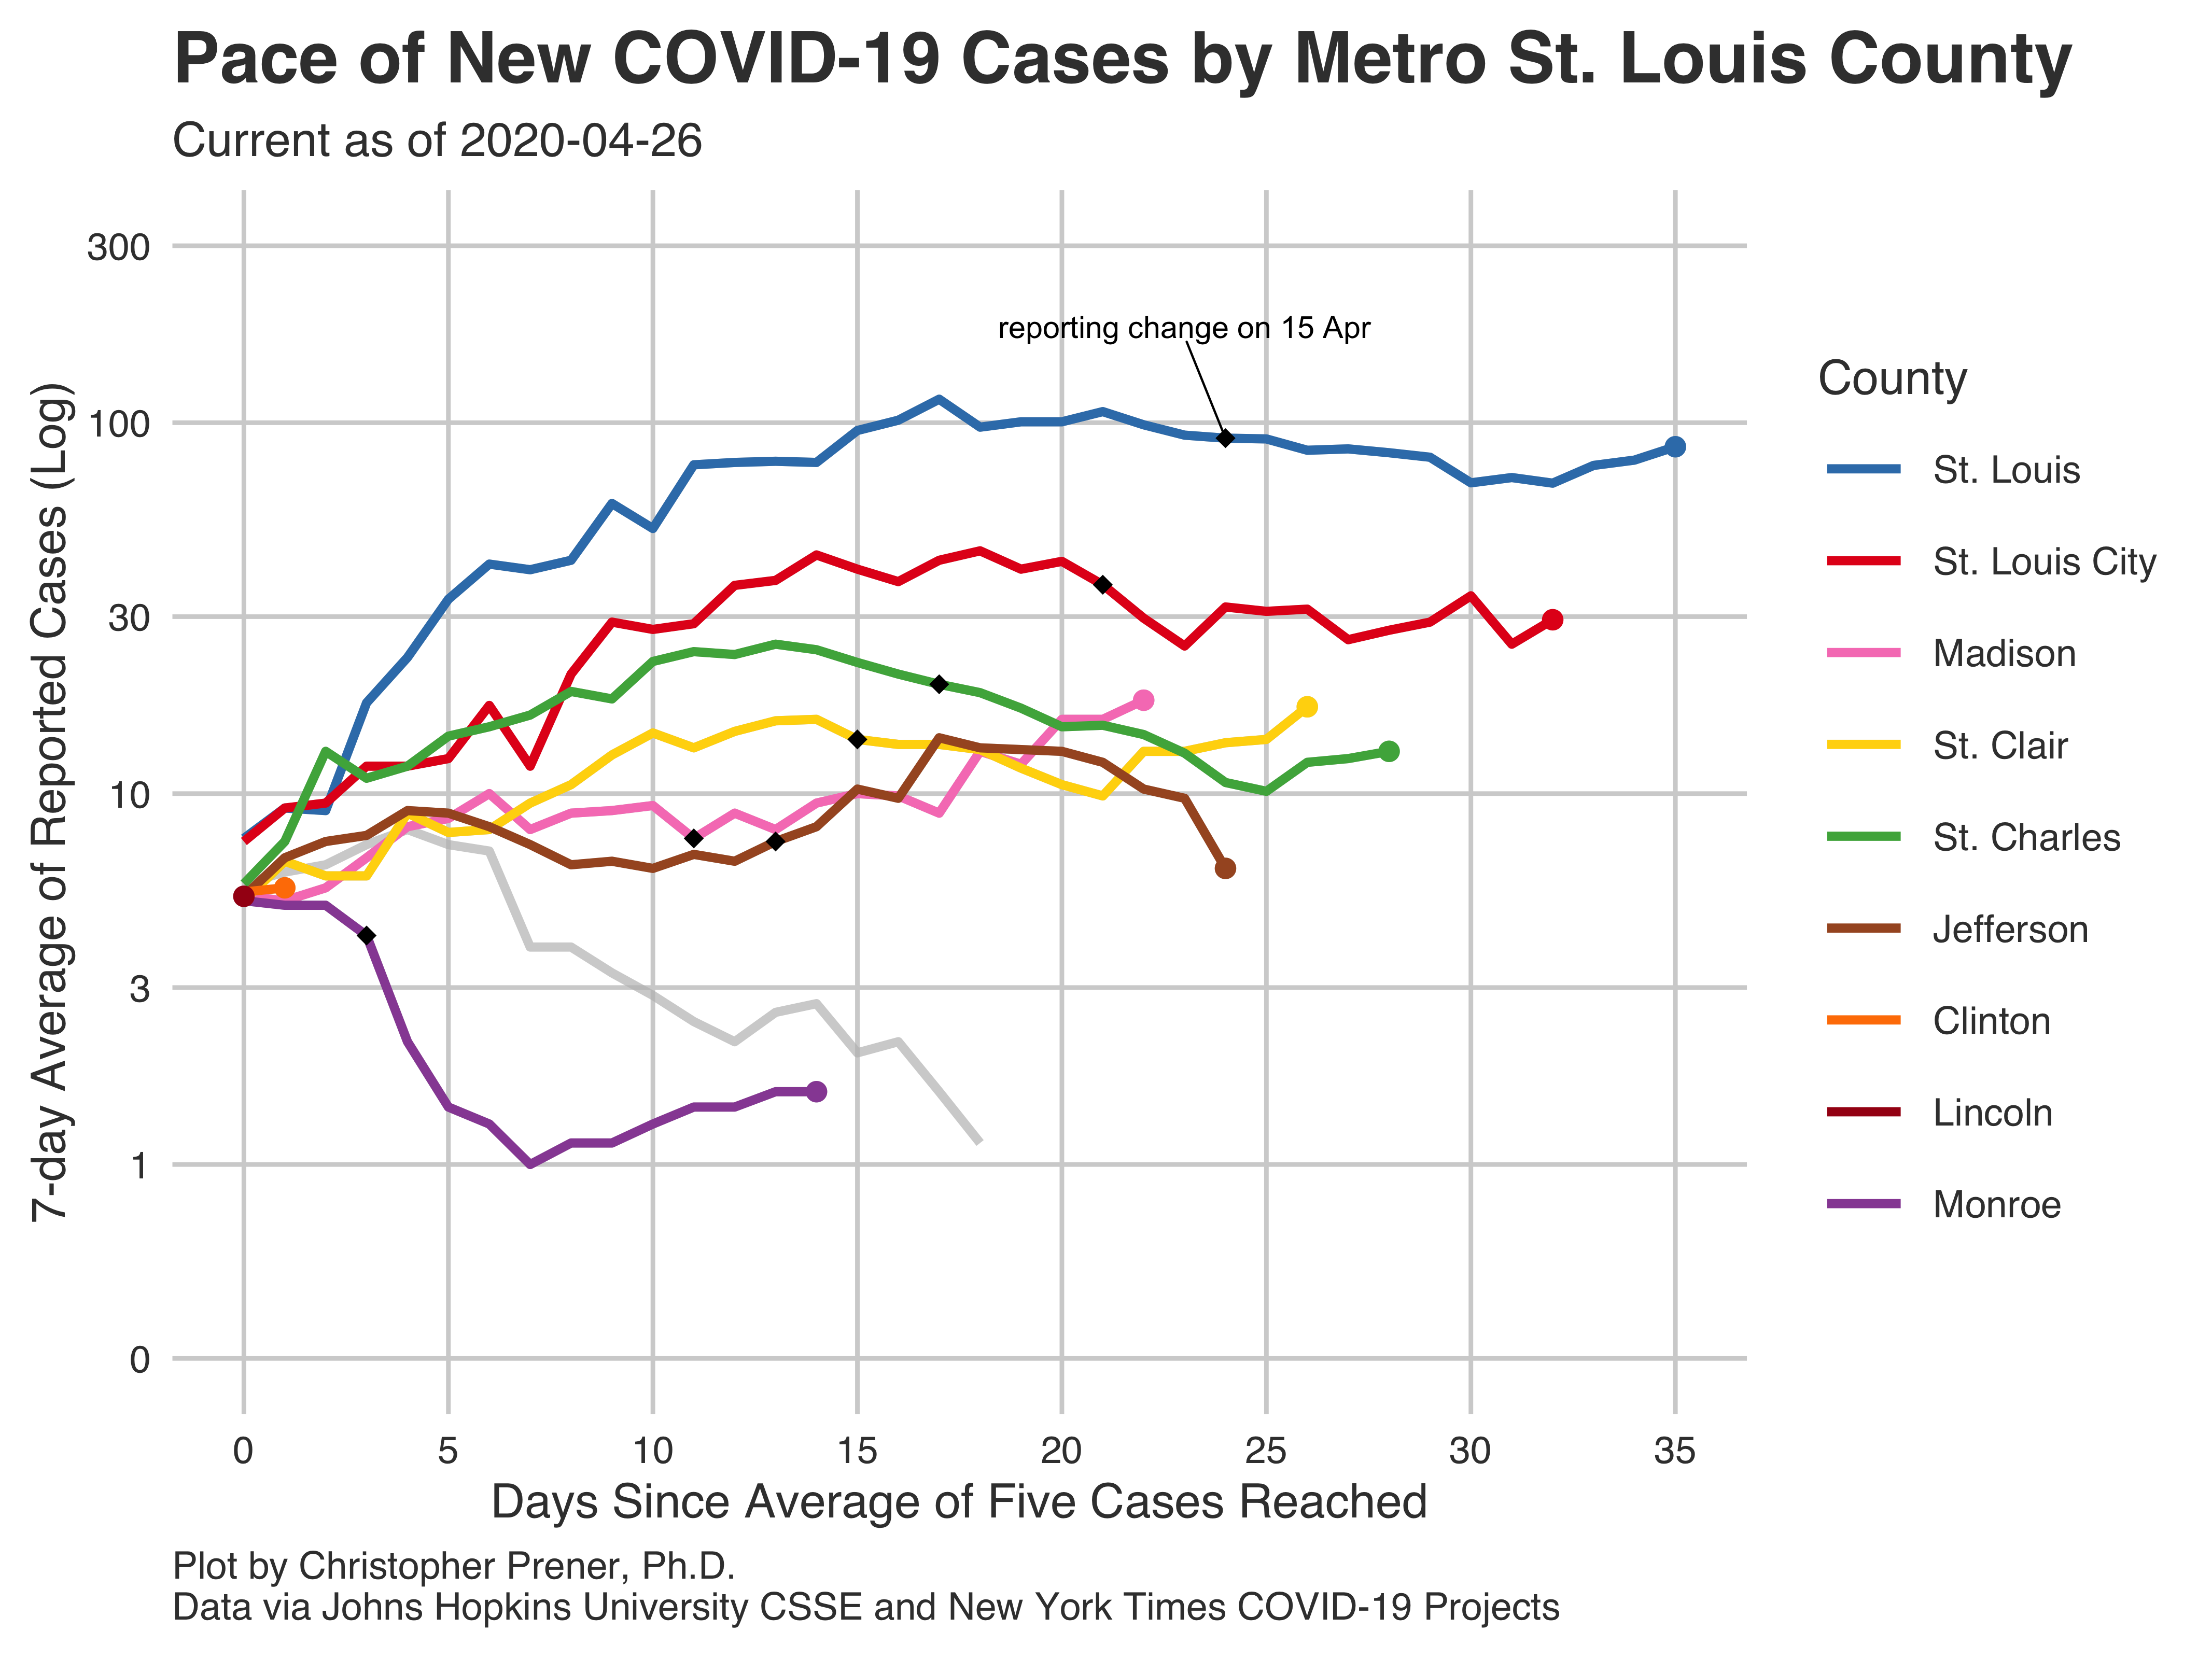 Pace of New COVID-19 Cases by Metro St. Louis County
Current as of 2020-04-26
7-day Average of Reported Cases (Log)
300
100
30
10
3
1
0
reporting change on 15 Apr
0 5 10 15 20 25 30 35
Days Since Average of Five Cases Reached
County
St. Louis
St. Louis City
Madison
St. Clair
St. Charles
Jefferson
Clinton
Lincoln
Monroe
Plot by Christopher Prener, Ph.D.
Data via Johns Hopkins University CSSE and New York Times COVID-19 Projects